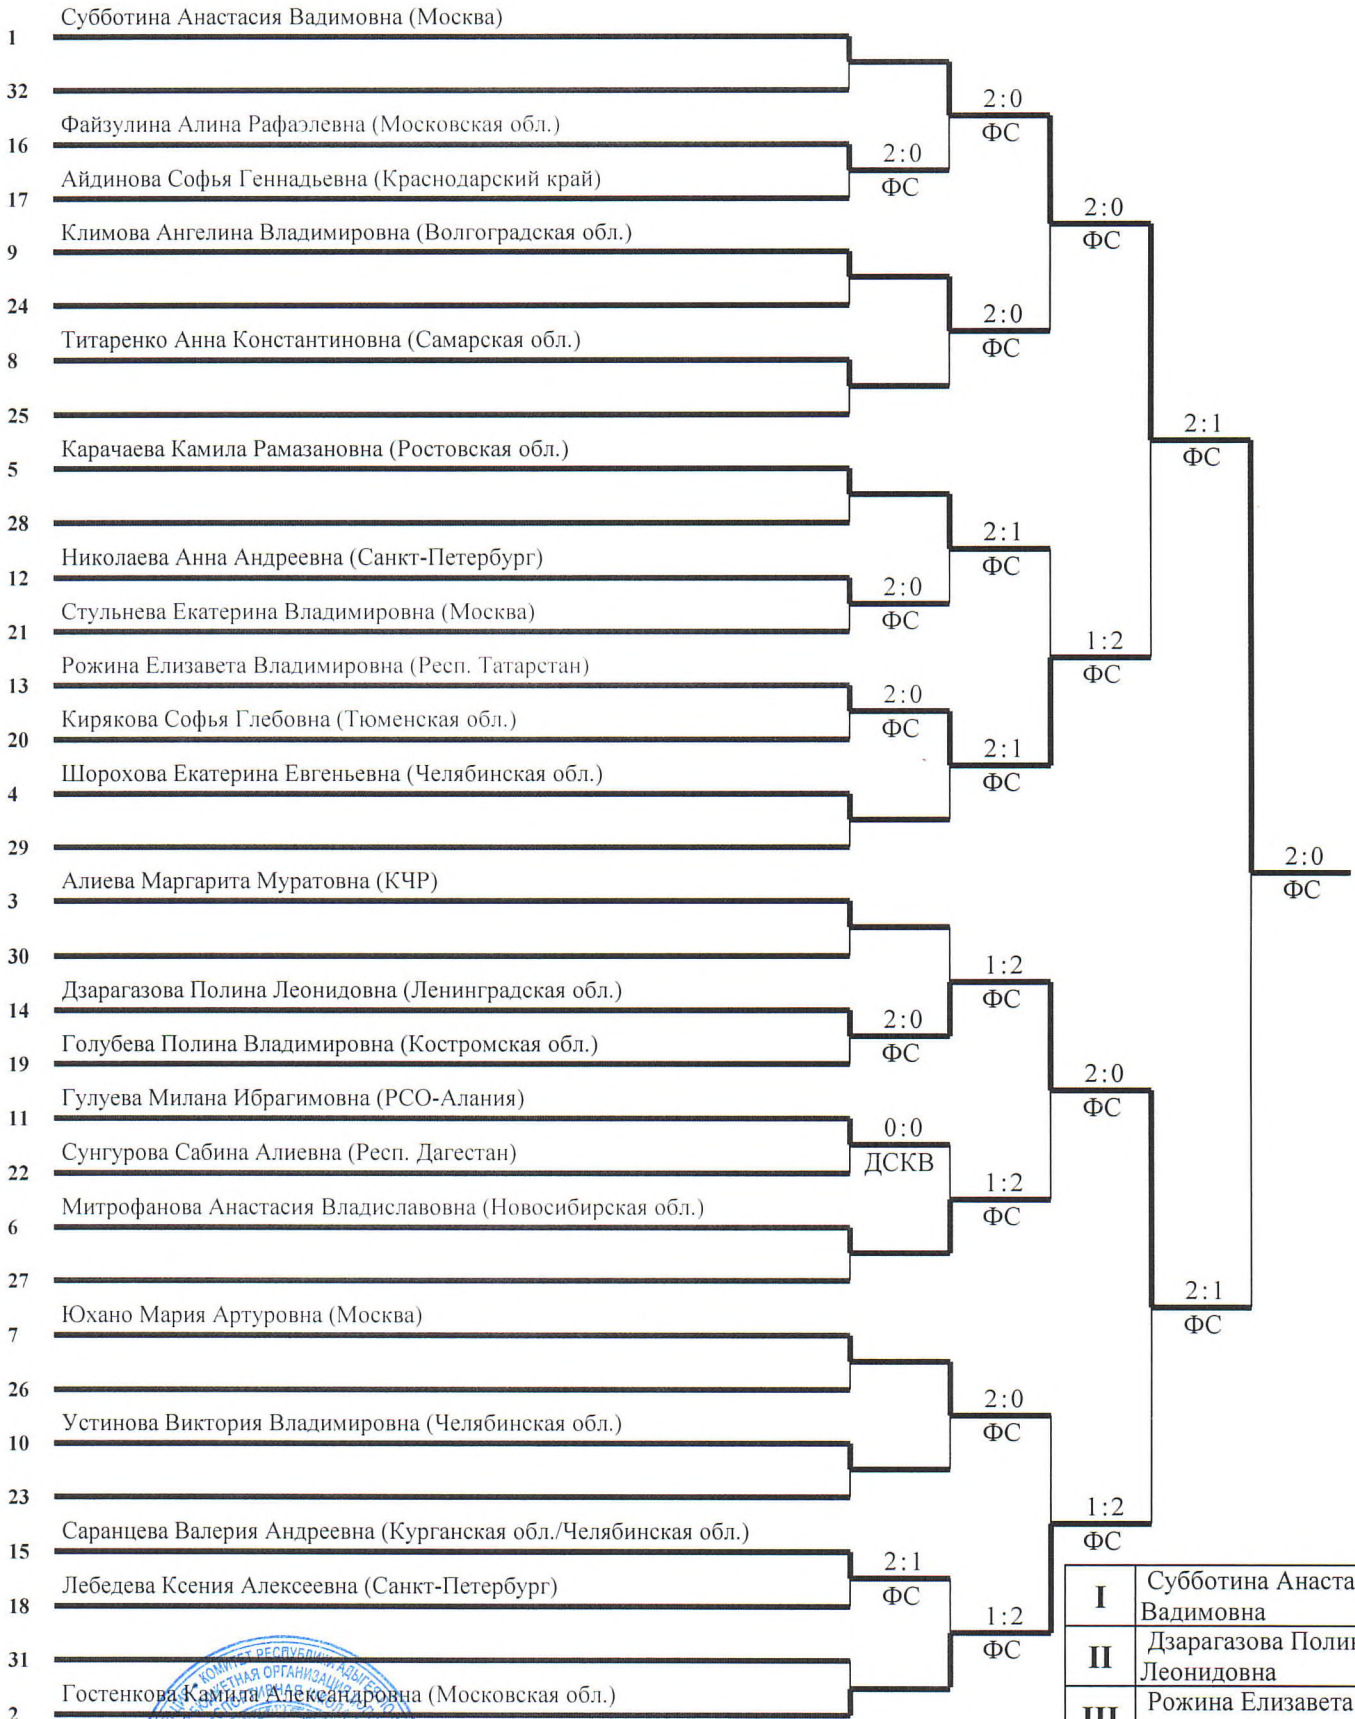 Субботина Анастасия Вадимовна (Москва)
1
32
2:0
Файзулина Алина Рафаэлевна (Московская обл.)
ФС
16
2:0
Айдинова Софья Геннадьевна (Краснодарский край)
ФС
17
2:0
Климова Ангелина Владимировна (Волгоградская обл.)
ФС
9
24
2:0
Титаренко Анна Константиновна (Самарская обл.)
ФС
8
25
2:1
Карачаева Камила Рамазановна (Ростовская обл.)
ФС
5
28
2:1
Николаева Анна Андреевна (Санкт-Петербург)
ФС
12
2:0
Стульнева Екатерина Владимировна (Москва)
ФС
21
1:2
Рожина Елизавета Владимировна (Респ. Татарстан)
ФС
13
2:0
Кирякова Софья Глебовна (Тюменская обл.)
ФС
20
2:1
Шорохова Екатерина Евгеньевна (Челябинская обл.)
ФС
4
29
2:0
Алиева Маргарита Муратовна (КЧР)
ФС
3
30
1:2
Дзарагазова Полина Леонидовна (Ленинградская обл.)
ФС
14
2:0
Голубева Полина Владимировна (Костромская обл.)
ФС
19
2:0
Гулуева Милана Ибрагимовна (РСО-Алания)
ФС
11
0:0
Сунгурова Сабина Алиевна (Респ. Дагестан)
ДСКВ
22
1:2
Митрофанова Анастасия Владиславовна (Новосибирская обл.)
ФС
6
27
2:1
Юхано Мария Артуровна (Москва)
ФС
7
26
2:0
Устинова Виктория Владимировна (Челябинская обл.)
ФС
10
23
1:2
Саранцева Валерия Андреевна (Курганская обл./Челябинская обл.)
ФС
15
2:1
Лебедева Ксения Алексеевна (Санкт-Петербург)
ФС
18
1:2
ФС
31
Гостенкова Камила Александровна (Московская обл.)
2
I Субботина Анаста
Вадимовна
II Дзарагазова Полин
Леонидовна
III Рожина Елизавета
КОМИТЕТ РЕСПУБЛИКИ АДЫГЕЯ ПО